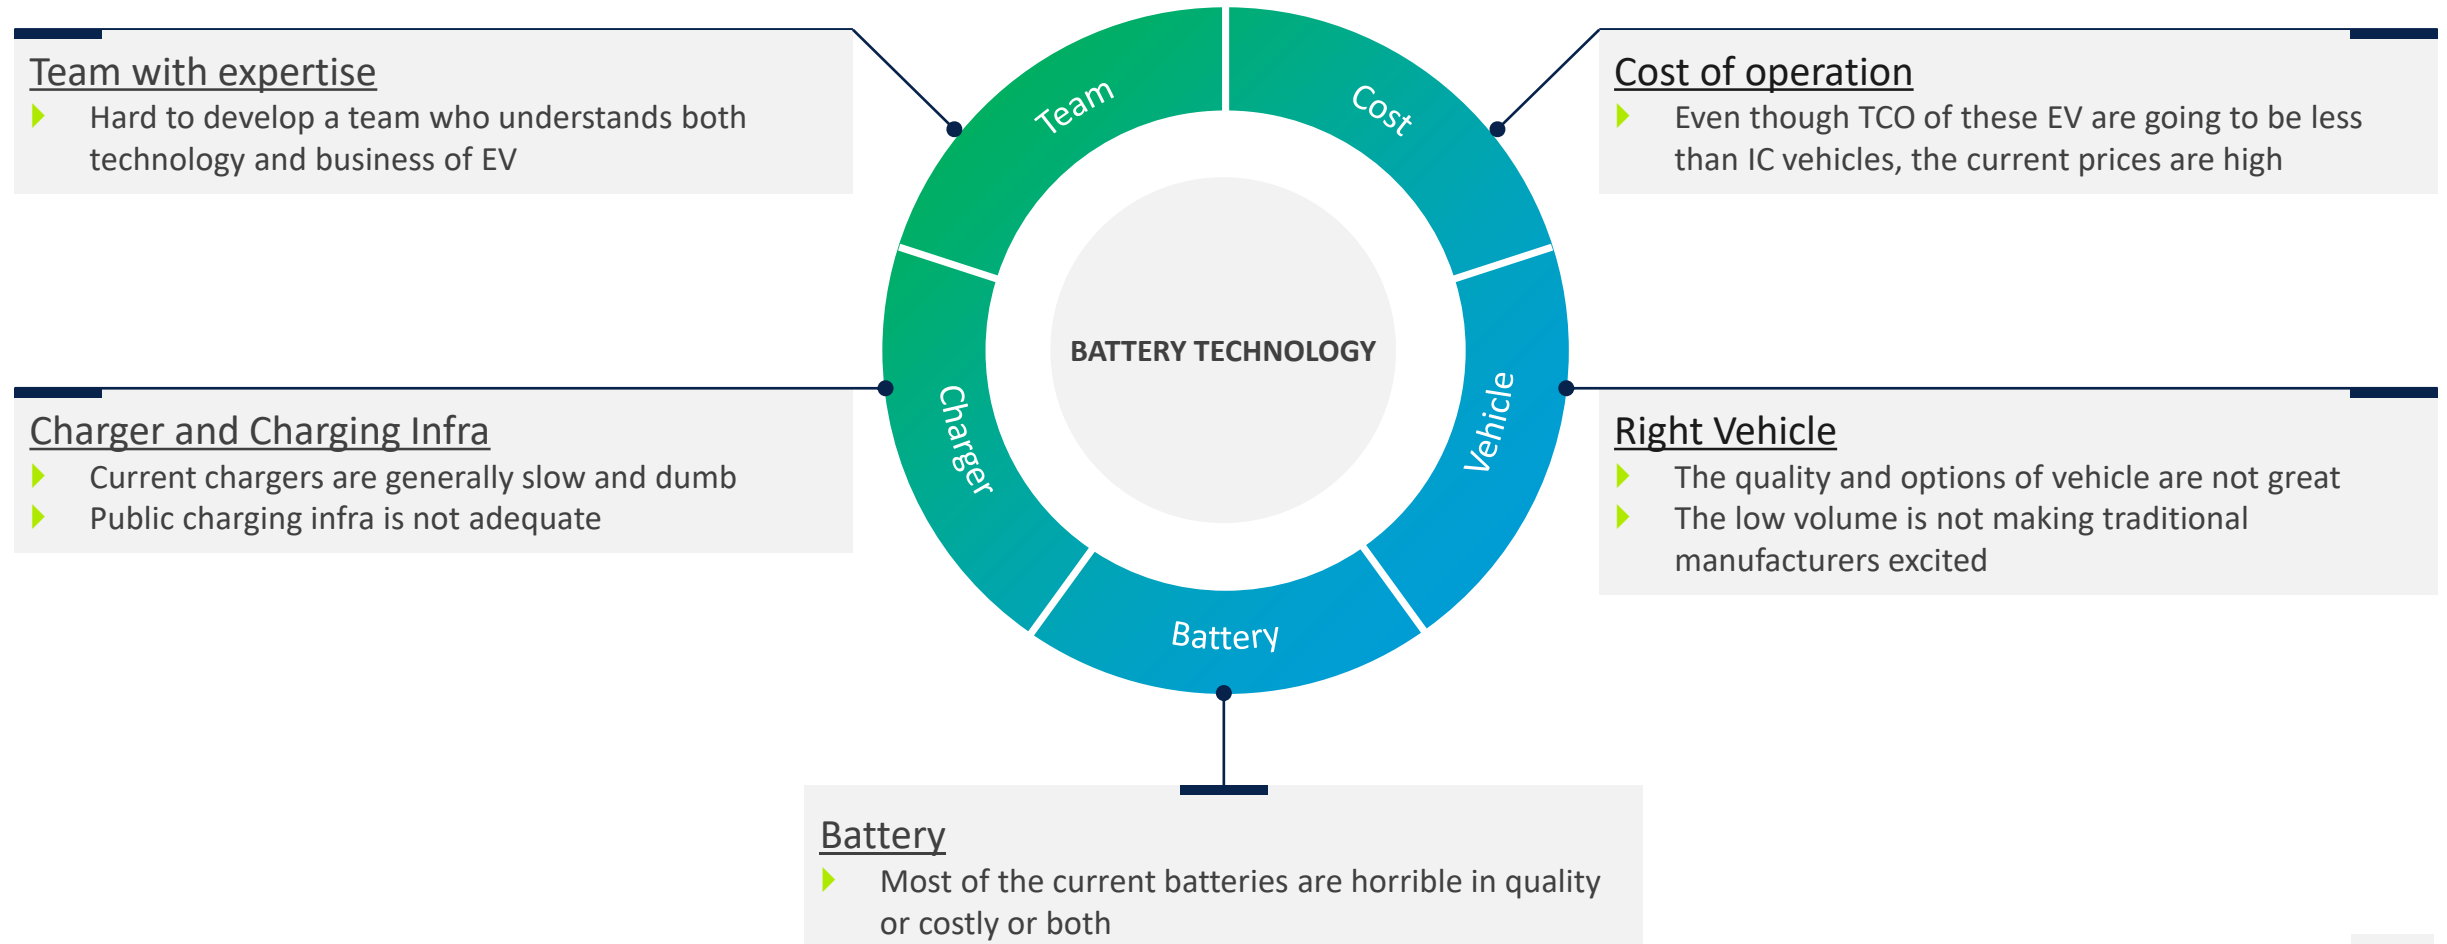 Team with expertise
Hard to develop a team who understands both
technology and business of EV
Cost of operation
Even though TCO of these EV are going to be less
than IC vehicles, the current prices are high
Team
Cost
BATTERY TECHNOLOGY
Charger
Vehicle
Battery
Charger and Charging Infra
Current chargers are generally slow and dumb
Public charging infra is not adequate
Right Vehicle
The quality and options of vehicle are not great
The low volume is not making traditional
manufacturers excited
Battery
Most of the current batteries are horrible in quality
or costly or both